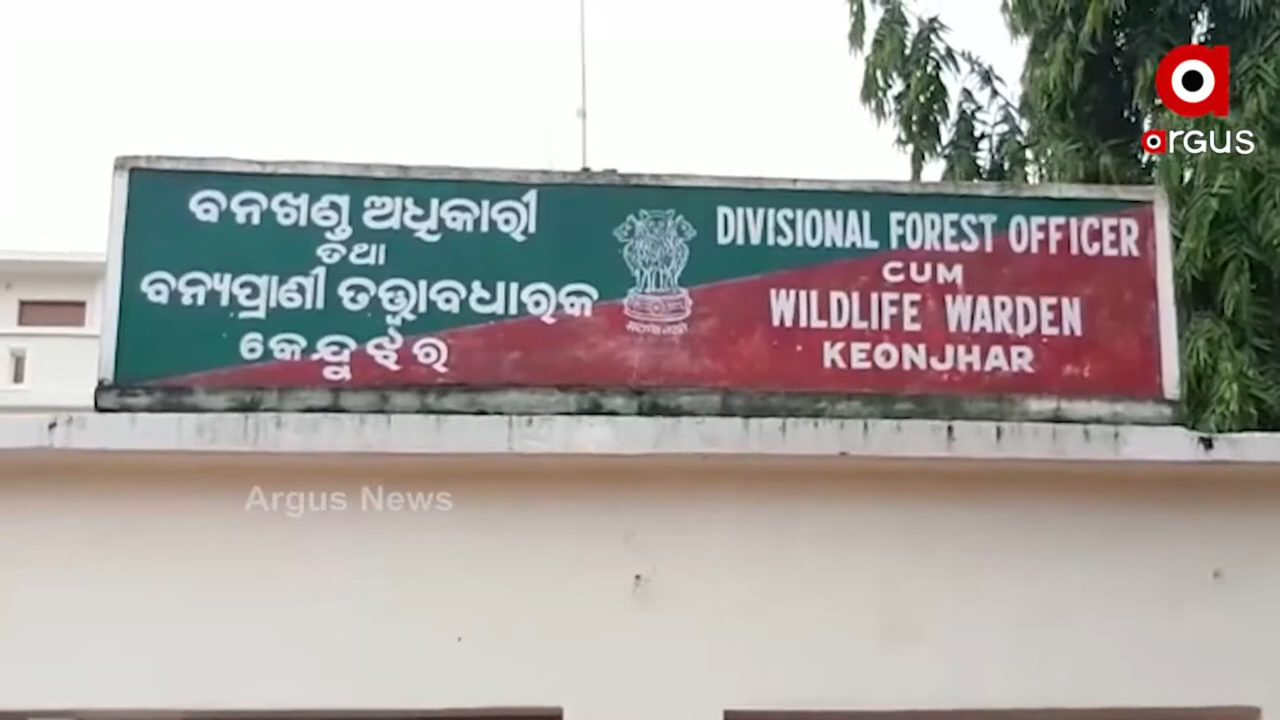 ବନଖଣ୍ଡ ଅଧିକାରୀ
ତଥା
ବନ୍ୟପ୍ରାଣୀ ତତ୍ତ୍ଵାବଧାରକ
କେନ୍ଦୁଝର
DIVISIONAL FOREST OFFICER
CUM
WILDLIFE WARDEN
KEONJHAR
argus
Argus News